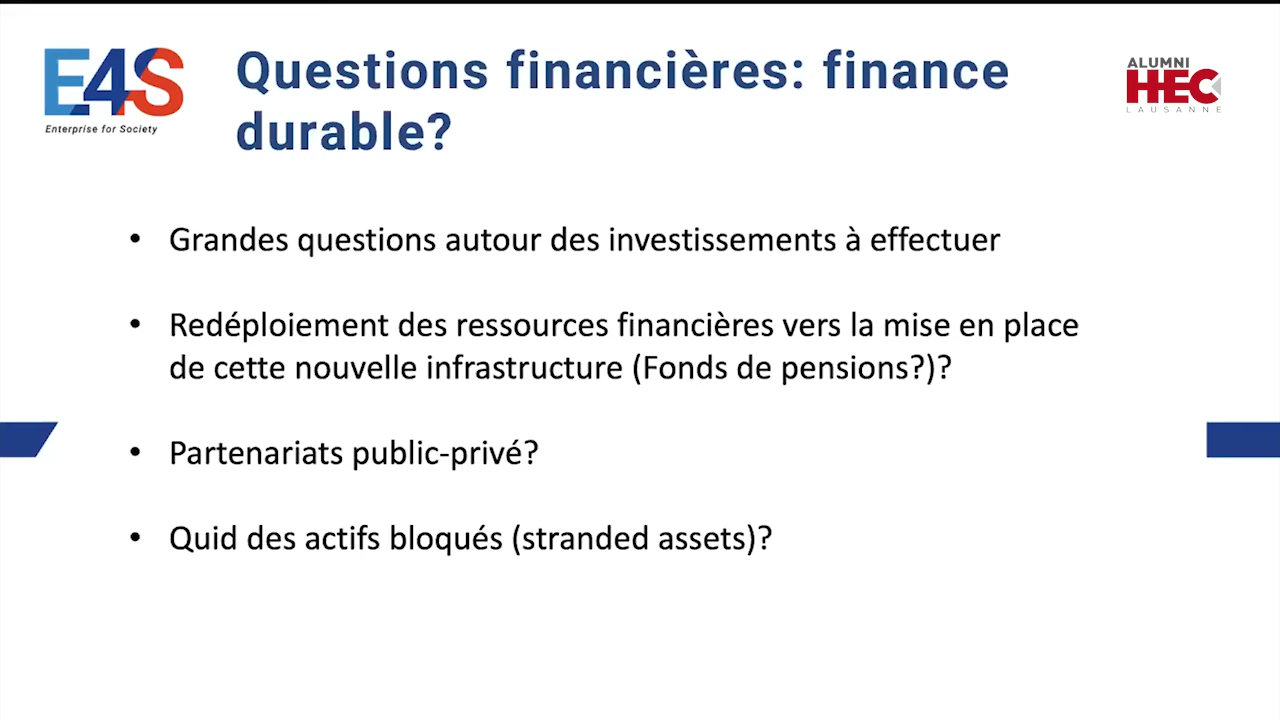 E4S
Enterprise for Society
Questions financières: finance
durable?
ALUMNI
HEC
LAUSANNE
• Grandes questions autour des investissements à effectuer
• Redéploiement des ressources financières vers la mise en place
de cette nouvelle infrastructure (Fonds de pensions?)?
• Partenariats public-privé?
• Quid des actifs bloqués (stranded assets)?